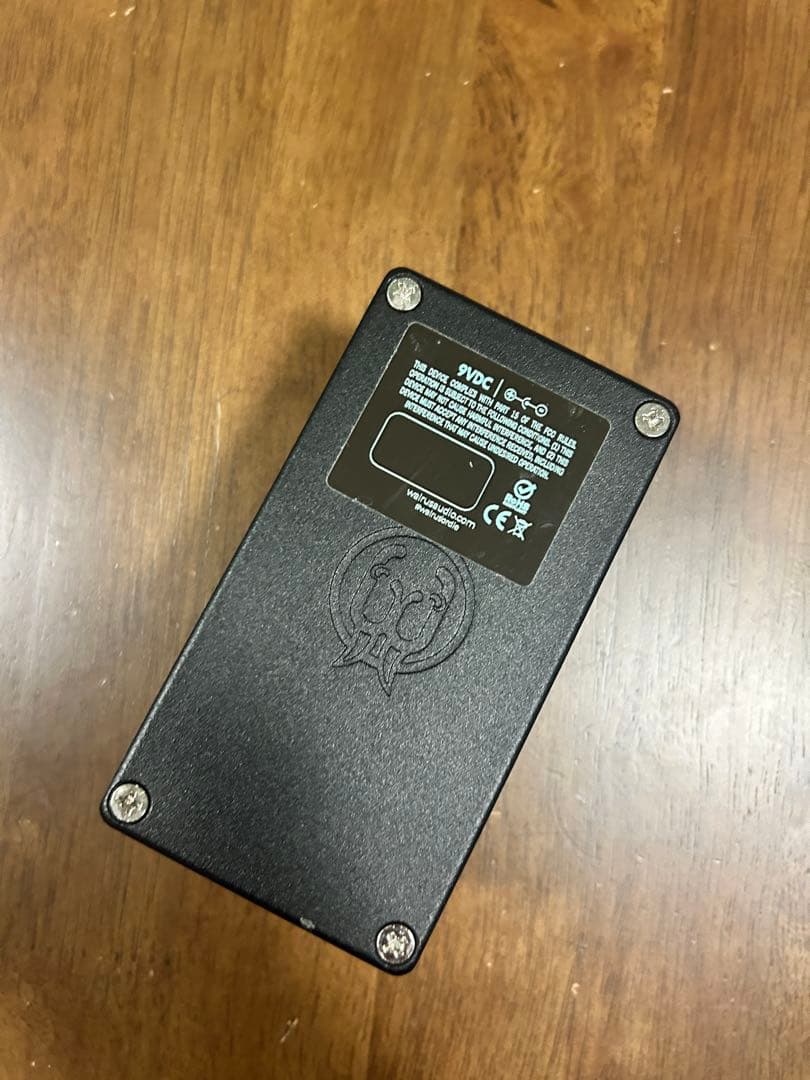 9VDC
THIS DEVICE COMPLIES WITH PART 15 OF THE FCC RULES.
OPERATION IS SUBJECT TO THE FOLLOWING CONDITIONS. (1) THIS
DEVICE MAY NOT CAUSE HARMFUL INTERFERENCE, AND (2) THIS
DEVICE MUST ACCEPT ANY INTERFERENCE RECEIVED, INCLUDING
INTERFERENCE THAT MAY CAUSE UNDESIRED OPERATION.
RoHS
CE
walrusaudio.com
@walrusordie